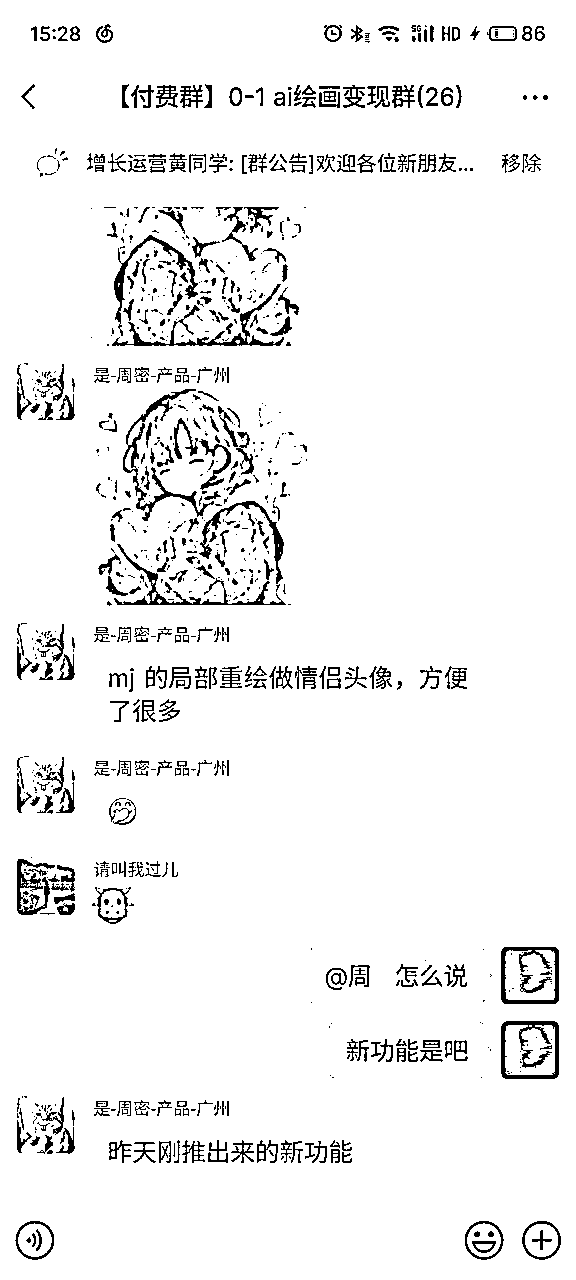 15:28 5G HD 86
【付费群】0-1 ai绘画变现群(26)
增长运营黄同学: [群公告]欢迎各位新朋友... 移除
是-周密-产品-广州
是-周密-产品-广州
mj 的局部重绘做情侣头像，方便
了很多
是-周密-产品-广州
请叫我过儿
@周 怎么说
新功能是吧
是-周密-产品-广州
昨天刚推出来的新功能